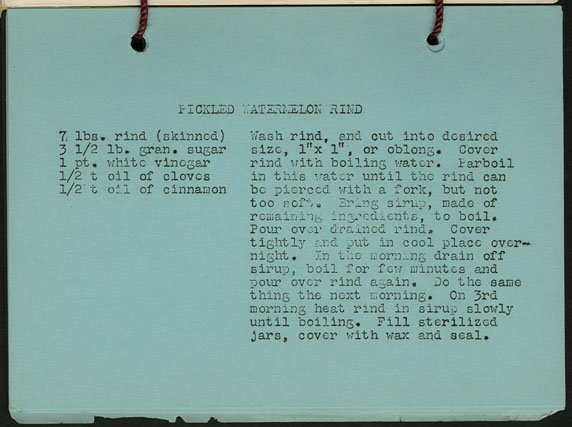 PICKLED WATERMELON RIND
7 lbs. rind (skinned)
3 1/2 lb. gran. sugar
1 pt. white vinegar
1/2 t oil of cloves
1/2 t oil of cinnamon
Wash rind, and cut into desired
size, 1"x 1", or oblong. Cover
rind with boiling water. Parboil
in this water until the rind can
be pierced with a fork, but not
too soft. Bring sirup, made of
remaining ingredients, to boil.
Pour over drained rind. Cover
tightly and put in cool place over-
night. In the morning drain off
sirup, boil for few minutes and
pour over rind again. Do the same
thing the next morning. On 3rd
morning heat rind in sirup slowly
until boiling. Fill sterilized
jars, cover with wax and seal.